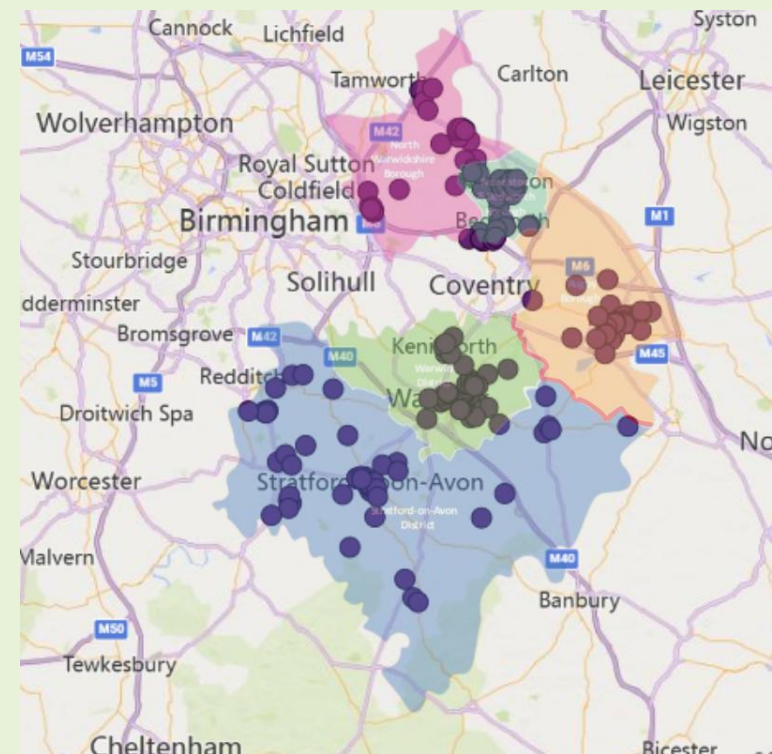 Cannock
Lichfield
Syston
M54
Tamworth
Carlton
Leicester
Wolverhampton
M42
Wigston
North
Warwickshire
Borough
Royal Sutton
Coldfield
Birmingham
M1
Stourbridge
M6
Solihull
Coventry
Borough
dderminster
Bromsgrove
M42
M40
Kenilworth
M45
Redditch
M5
Droitwich Spa
No
Worcester
Stratford-upon-Avon
Stratford-on-Avon
District
Malvern
M40
Banbury
M50
Tewkesbury
Cheltenham
Bicester